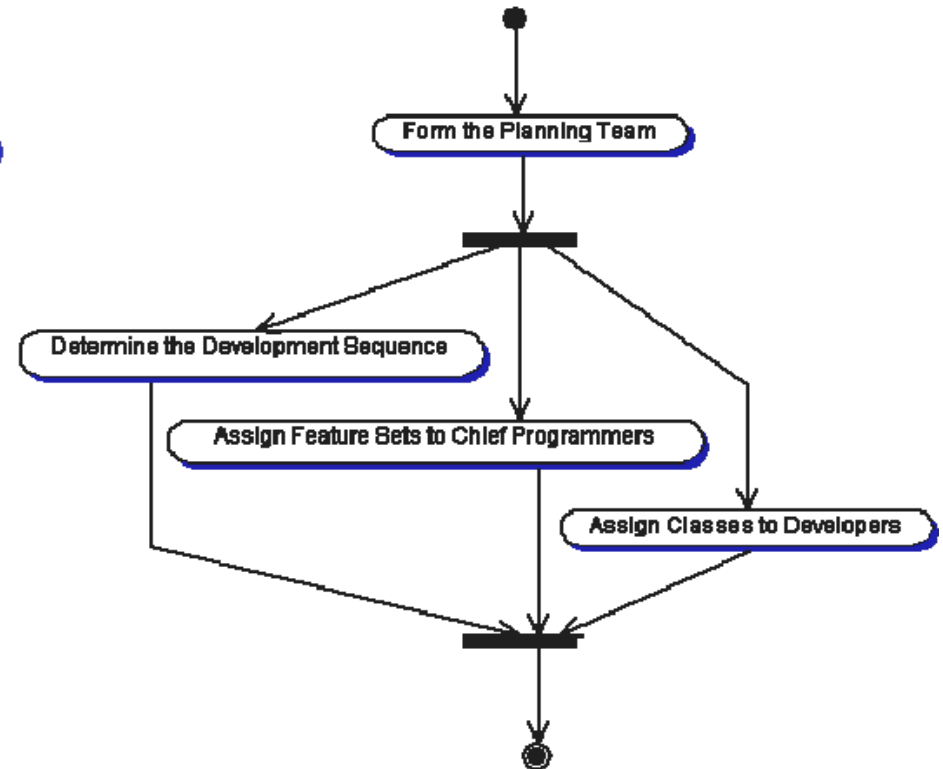 Form the Planning Team
Determine the Development Sequence
Assign Feature Sets to Chief Programmers
Assign Classes to Developers